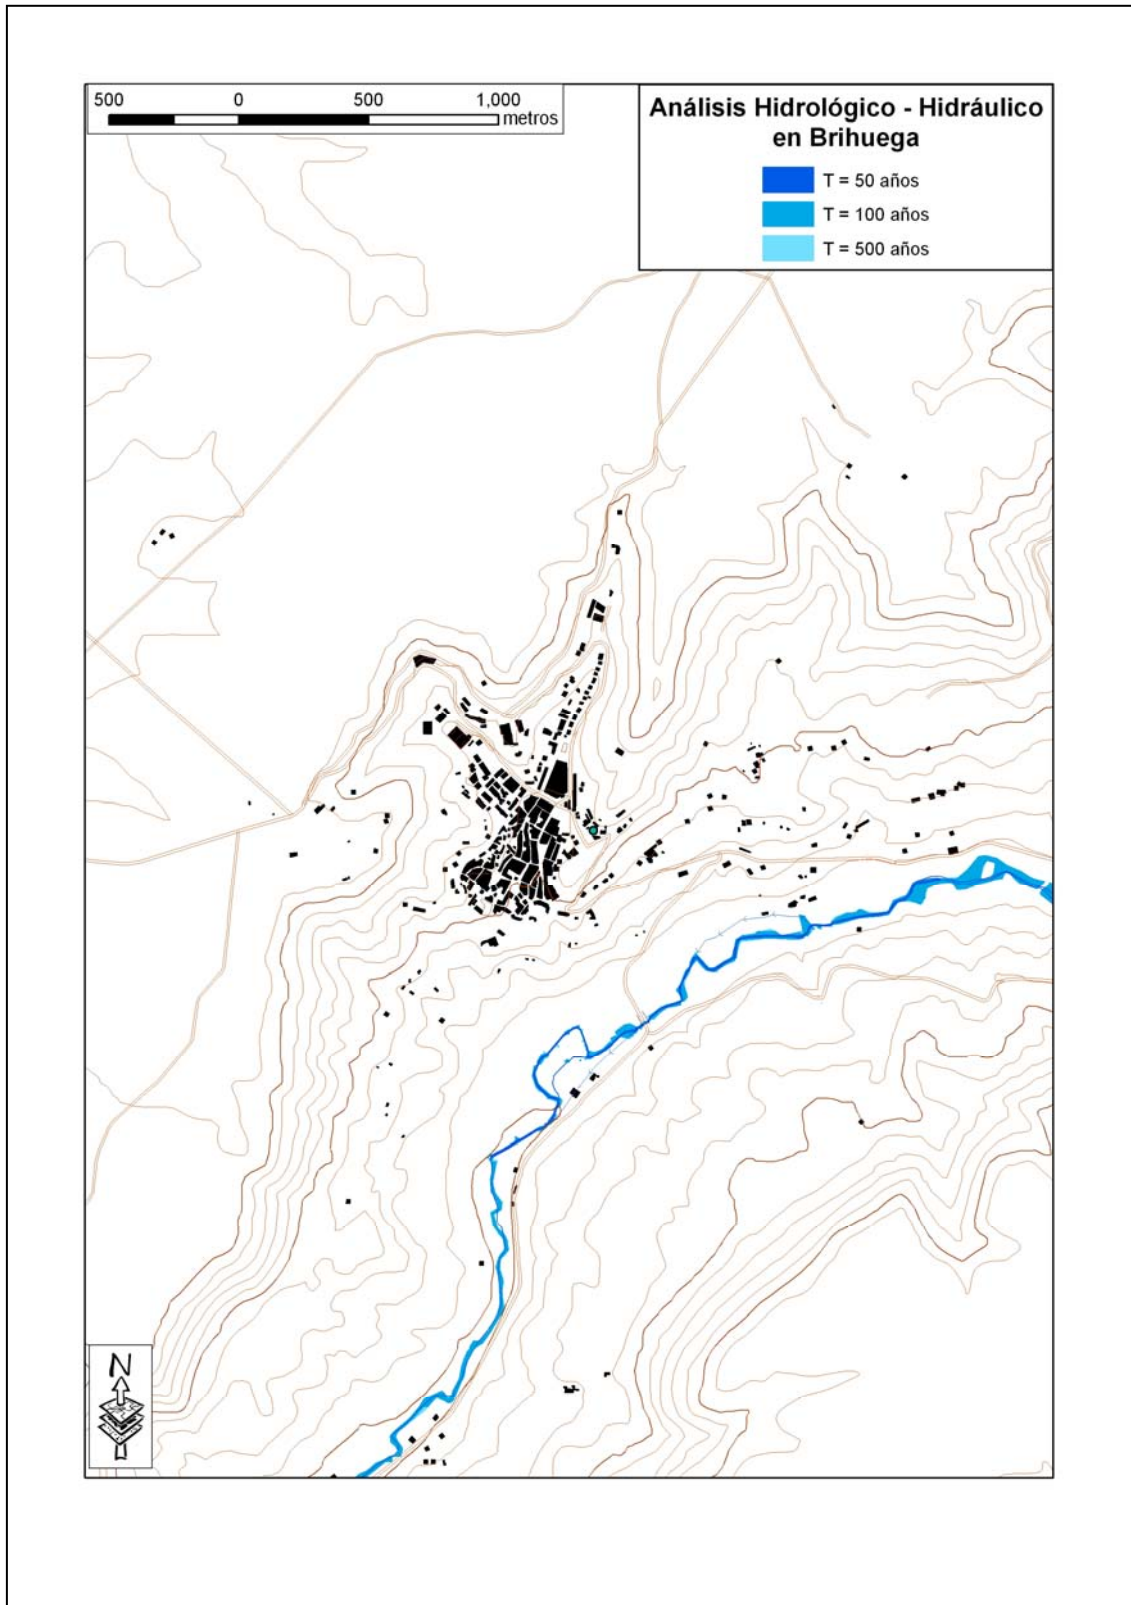 500 0 500 1,000
metros
Análisis Hidrológico - Hidráulico
en Brihuega
T = 50 años
T = 100 años
T = 500 años
N